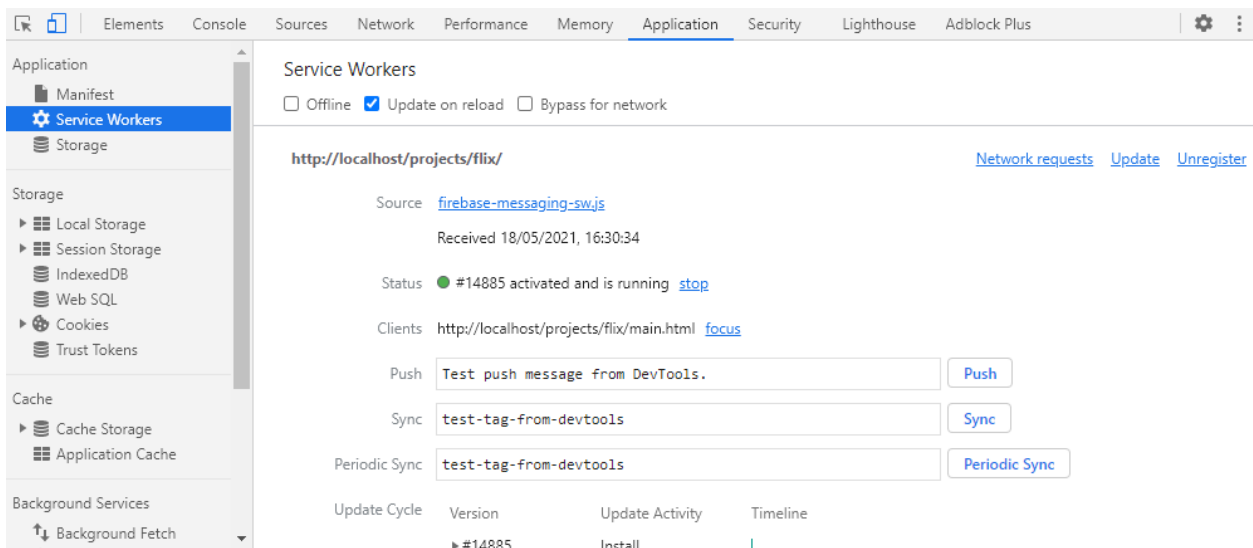 Elements Console Sources Network Performance Memory Application Security Lighthouse Adblock Plus
Application
Manifest
Service Workers
Storage
Storage
Local Storage
Session Storage
IndexedDB
Web SQL
Cookies
Trust Tokens
Cache
Cache Storage
Application Cache
Background Services
Background Fetch
Service Workers
Offline Update on reload Bypass for network
http://localhost/projects/flix/ Network requests Update Unregister
Source firebase-messaging-sw.js
Received 18/05/2021, 16:30:34
Status #14885 activated and is running stop
Clients http://localhost/projects/flix/main.html focus
Push Test push message from DevTools. Push
Sync test-tag-from-devtools Sync
Periodic Sync test-tag-from-devtools Periodic Sync
Update Cycle Version Update Activity Timeline
#14885 Install